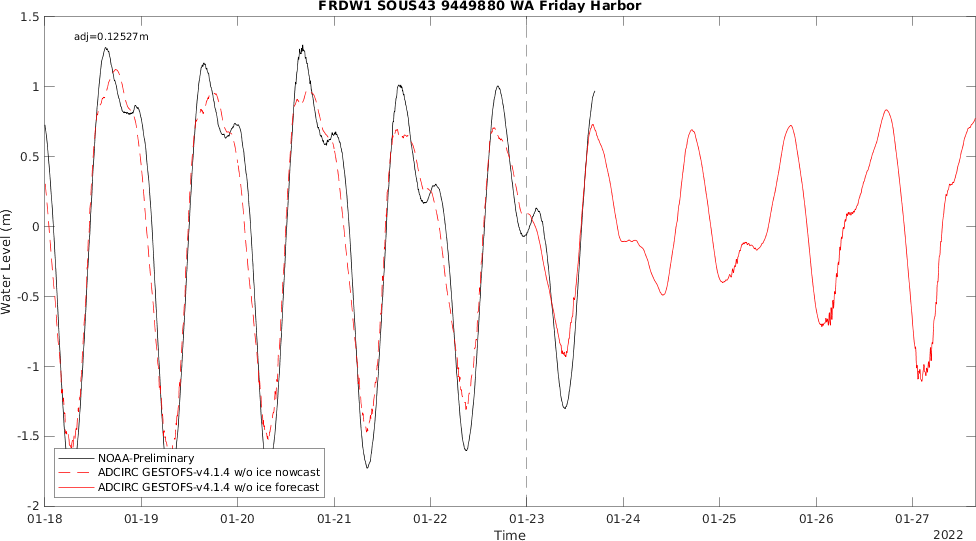 FRDW1 SOUS43 9449880 WA Friday Harbor
adj=0.12527m
1.5
1
0.5
0
-0.5
-1
-1.5
-2
Water Level (m)
NOAA-Preliminary
ADCIRC GESTOFS-v4.1.4 w/o ice nowcast
ADCIRC GESTOFS-v4.1.4 w/o ice forecast
01-18 01-19 01-20 01-21 01-22 01-23 01-24 01-25 01-26 01-27
Time
2022